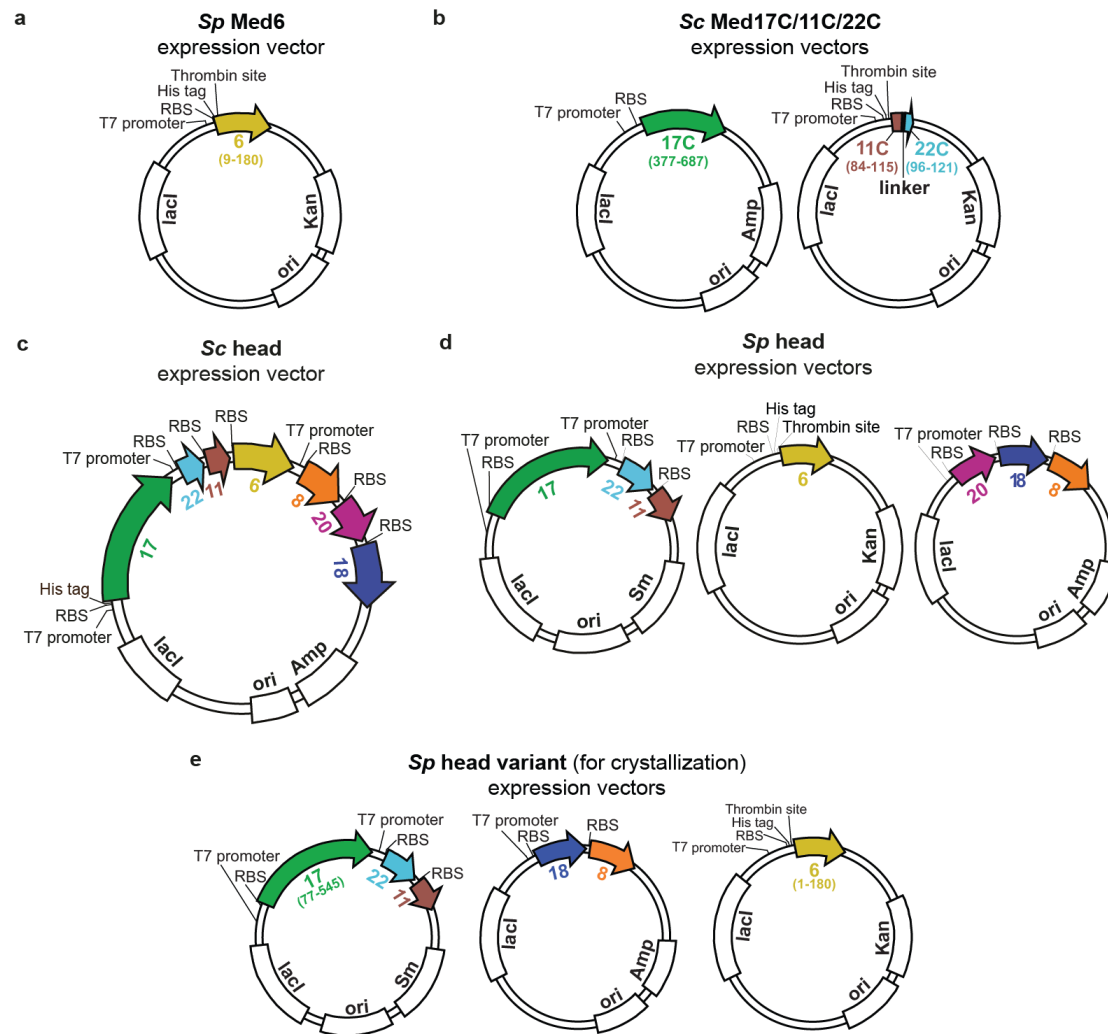 a
Sp Med6
expression vector
Thrombin site
His tag
RBS
T7 promoter
6
(9-180)
lacI
Kan
ori
b
Sc Med17C/11C/22C
expression vectors
RBS
T7 promoter
17C
(377-687)
lacI
Amp
ori
Thrombin site
His tag
RBS
T7 promoter
11C
(84-115)
22C
(96-121)
linker
lacI
Kan
ori
c
Sc head
expression vector
RBS
RBS
RBS
T7 promoter
T7 promoter
RBS
RBS
RBS
22
11
6
8
20
18
17
His tag
RBS
T7 promoter
lacI
ori
Amp
d
Sp head
expression vectors
T7 promoter
RBS
T7 promoter
RBS
RBS
17
22
11
lacI
ori
Sm
His tag
RBS
Thrombin site
T7 promoter
6
lacI
Kan
ori
T7 promoter
RBS
RBS
RBS
20
18
8
lacI
Amp
ori
e
Sp head variant (for crystallization)
expression vectors
T7 promoter
RBS
T7 promoter
RBS
RBS
17
(77-545)
22
11
lacI
ori
Sm
T7 promoter
RBS
RBS
18
8
lacI
Amp
ori
Thrombin site
His tag
RBS
T7 promoter
6
(1-180)
lacI
Kan
ori